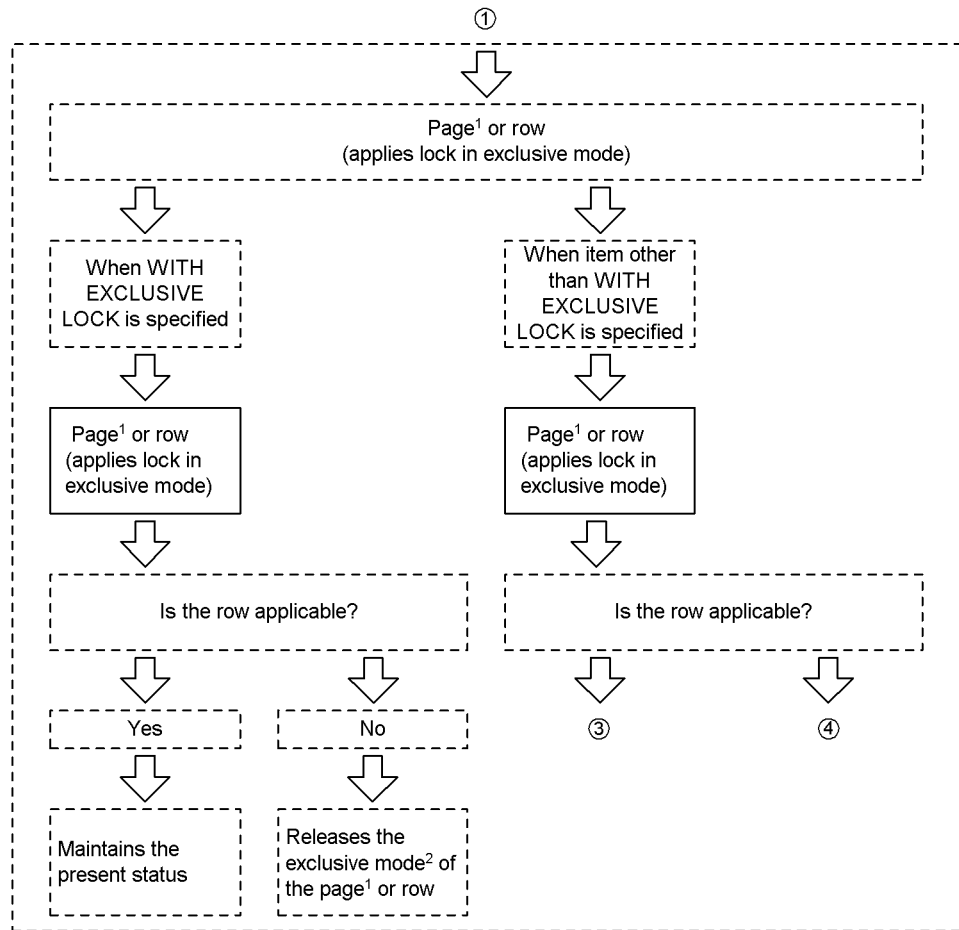 ①
Page¹ or row
(applies lock in exclusive mode)
When WITH
EXCLUSIVE
LOCK is specified
When item other
than WITH
EXCLUSIVE
LOCK is specified
Page¹ or row
(applies lock in
exclusive mode)
Page¹ or row
(applies lock in
exclusive mode)
Is the row applicable?
Is the row applicable?
Yes
No
③
④
Maintains the
present status
Releases the
exclusive mode² of
the page¹ or row